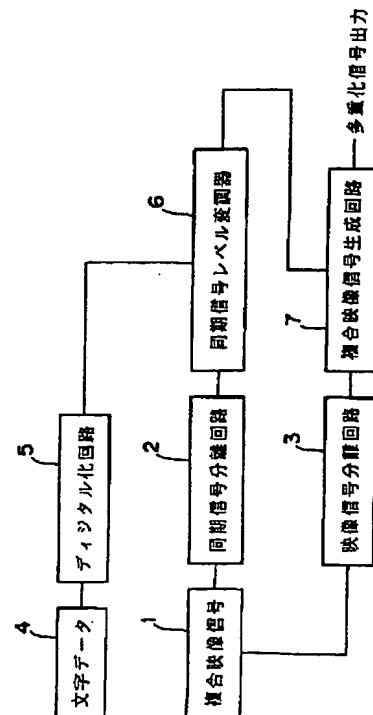 4
文字データ
5
ディジタル化回路
1
複合映像信号
2
同期信号分離回路
6
同期信号レベル変調器
3
映像信号分離回路
7
複合映像信号生成回路
多重化信号出力